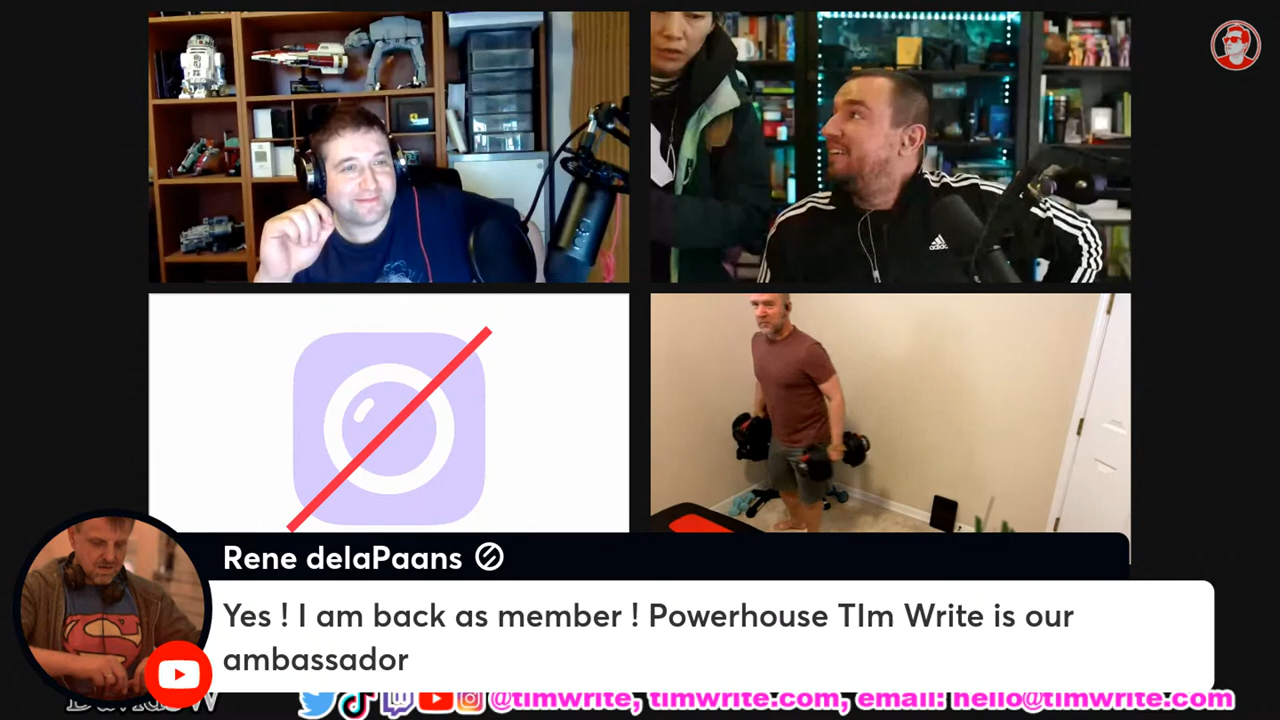 adidas
Rene delaPaans
Yes ! I am back as member ! Powerhouse TIm Write is our
ambassador
@timwrite, timwrite.com, email: hello@timwrite.com